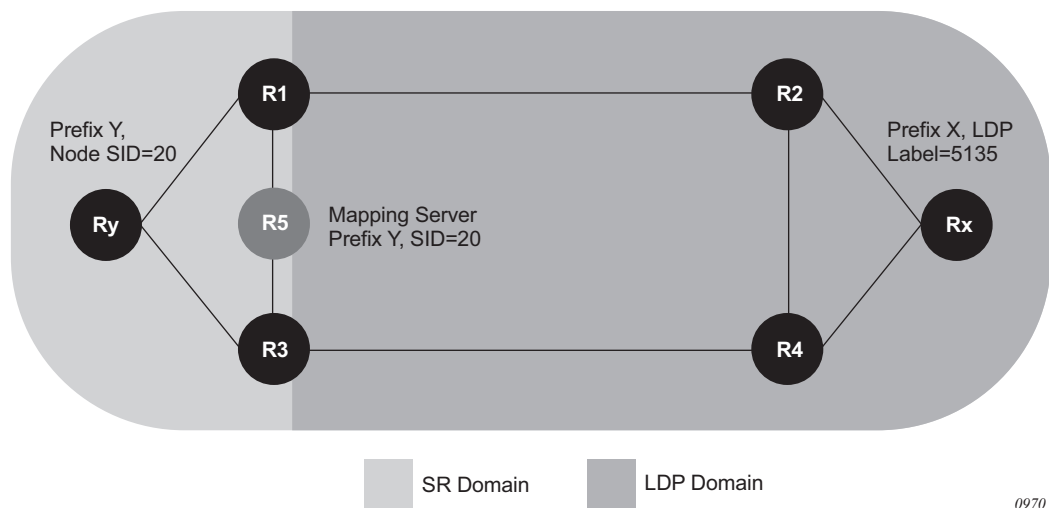 R1
R2
Prefix Y,
Node SID=20
Prefix X, LDP
Label=5135
Ry
R5
Mapping Server
Prefix Y, SID=20
Rx
R3
R4
SR Domain
LDP Domain
0970